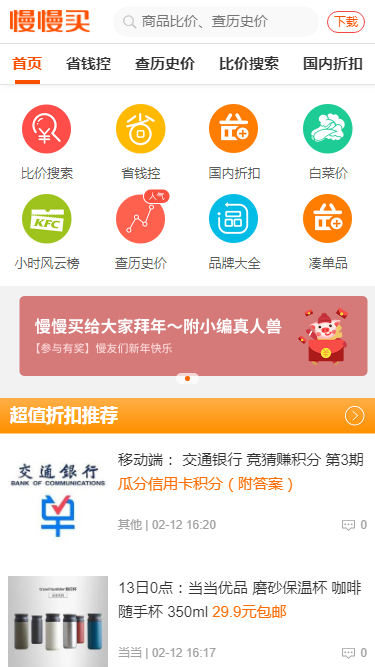 慢慢买
商品比价、查历史价
下载
首页 省钱控 查历史价 比价搜索 国内折扣
比价搜索 省钱控 国内折扣 白菜价
KFC
人气
小时风云榜 查历史价 品牌大全 凑单品
慢慢买给大家拜年~附小编真人兽
【参与有奖】慢友们新年快乐
超值折扣推荐
交通銀行
BANK OF COMMUNICATIONS
移动端： 交通银行 竞猜赚积分 第3期
瓜分信用卡积分（附答案）
其他 | 02-12 16:20
0
travel tumbler
13日0点：当当优品 磨砂保温杯 咖啡
随手杯 350ml 29.9元包邮
当当 | 02-12 16:17
0